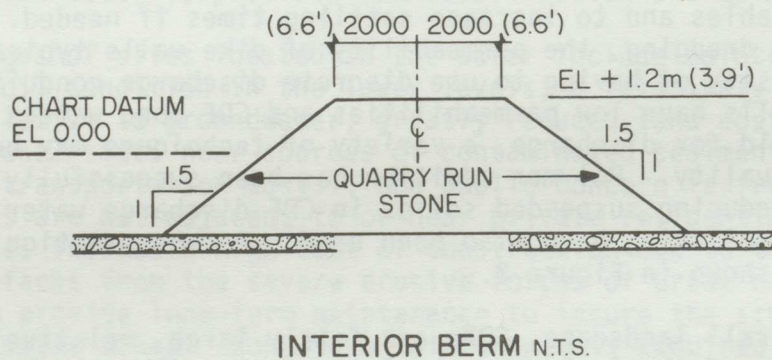 (6.6') 2000 2000 (6.6')
EL +1.2m (3.9')
CHART DATUM
EL 0.00
℄
1.5
1
1.5
1
QUARRY RUN
STONE
INTERIOR BERM N.T.S.